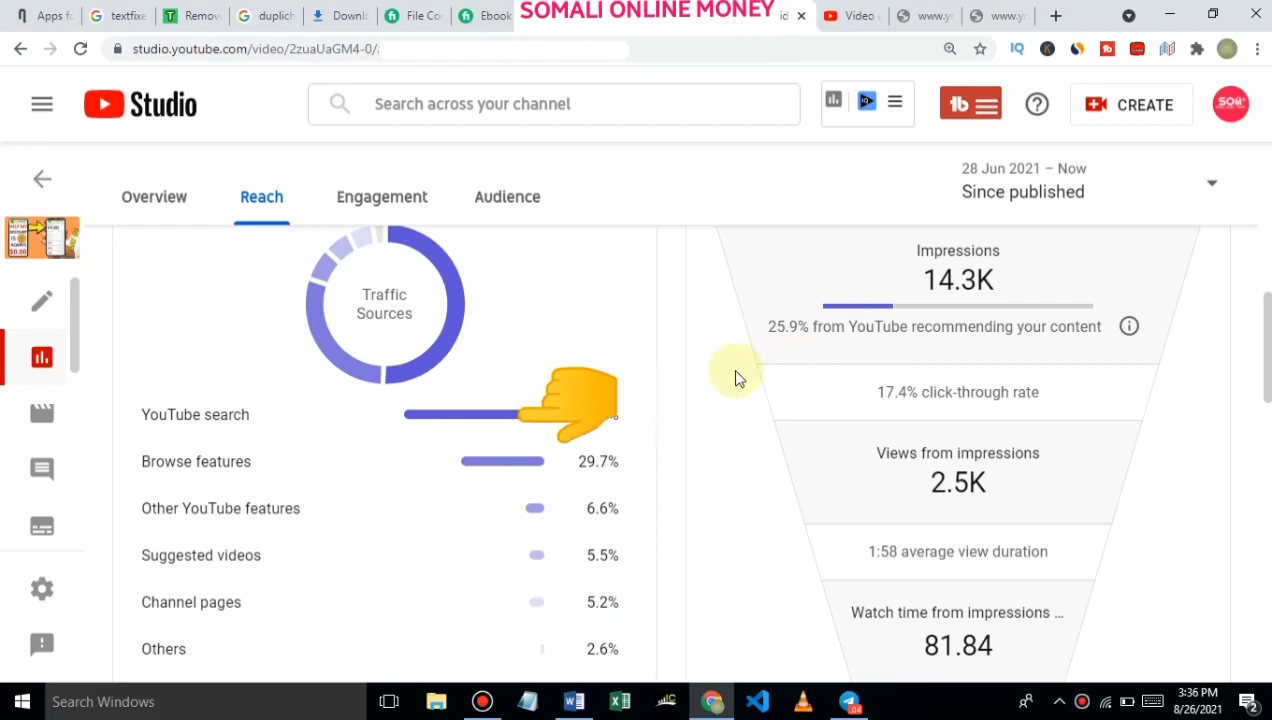 SOMALI ONLINE MONEY
Apps fo
textfixe
Remov
duplich
Downl
File Co
Ebook
Video
www.y
www.y
studio.youtube.com/video/2zuaUaGM4-0/
Studio
Search across your channel
CREATE
SOM
Overview
Reach
Engagement
Audience
28 Jun 2021 – Now
Since published
Traffic
Sources
YouTube search
Browse features 29.7%
Other YouTube features 6.6%
Suggested videos 5.5%
Channel pages 5.2%
Others 2.6%
Impressions
14.3K
25.9% from YouTube recommending your content
17.4% click-through rate
Views from impressions
2.5K
1:58 average view duration
Watch time from impressions ...
81.84
Search Windows
3:36 PM
8/26/2021